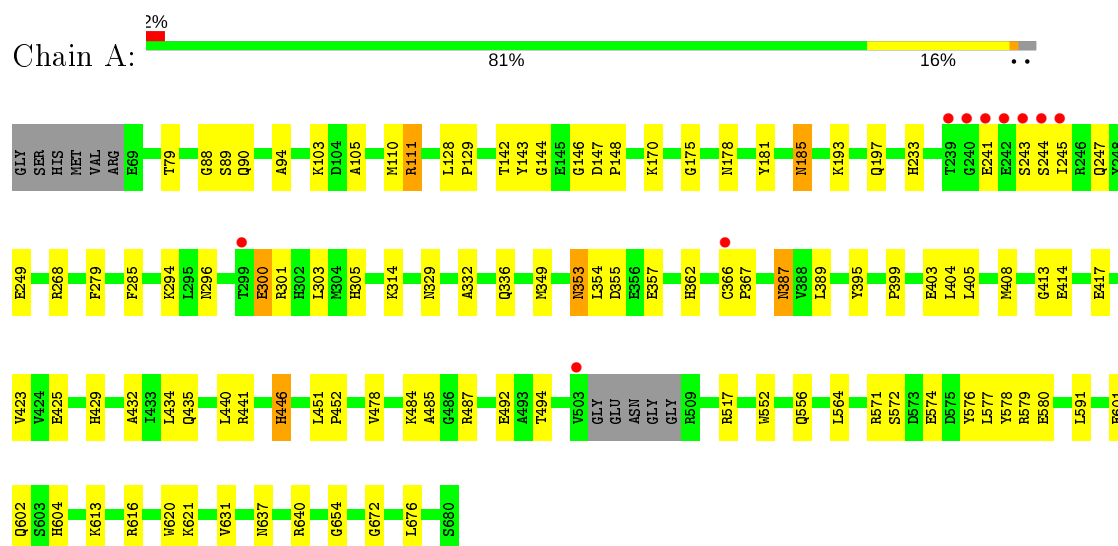 2%
Chain A:
81% 16% • •
GLY SER HIS MET VAL ARG E69 T79 G88 S89 Q90 A94 K103 D104 A105 M110 R111 L128 P129 T142 Y143 G144 E145 G146 D147 P148 K170 G175 N178 Y181 N185 K193 Q197 H233 T239 G240 E241 E242 S243 S244 I245 R246 Q247 Y248
E249 R268 F279 F285 K294 L295 N296 T299 E300 R301 H302 L303 M304 H305 K314 N329 A332 Q336 M349 N353 L354 D355 E356 E357 H362 C366 P367 N387 V388 L389 Y395 P399 E403 L404 L405 M408 G413 E414 E417
V423 V424 E425 H429 A432 I433 L434 Q435 L440 R441 H446 L451 P452 V478 K484 A485 G486 R487 E492 A493 T494 V503 GLY GLU ASN GLY GLY R509 R517 W552 Q556 L564 R571 S572 D573 E574 D575 Y576 L577 Y578 R579 E580 L591
Q602 S603 H604 K613 R616 W620 K621 V631 N637 R640 G654 G672 L676 S680